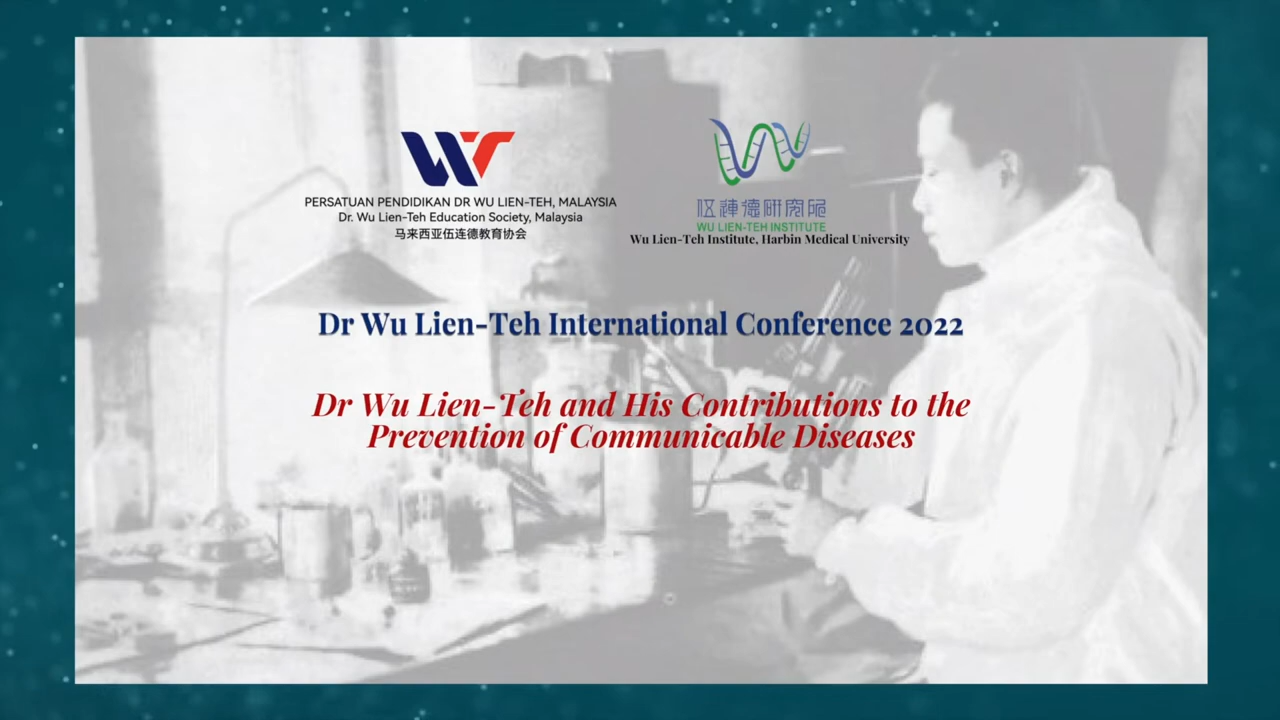 PERSATUAN PENDIDIKAN DR WU LIEN-TEH, MALAYSIA
Dr. Wu Lien-Teh Education Society, Malaysia
马来西亚伍连德教育协会
伍連德研究所
WU LIEN-TEH INSTITUTE
Wu Lien-Teh Institute, Harbin Medical University
Dr Wu Lien-Teh International Conference 2022
Dr Wu Lien-Teh and His Contributions to the
Prevention of Communicable Diseases